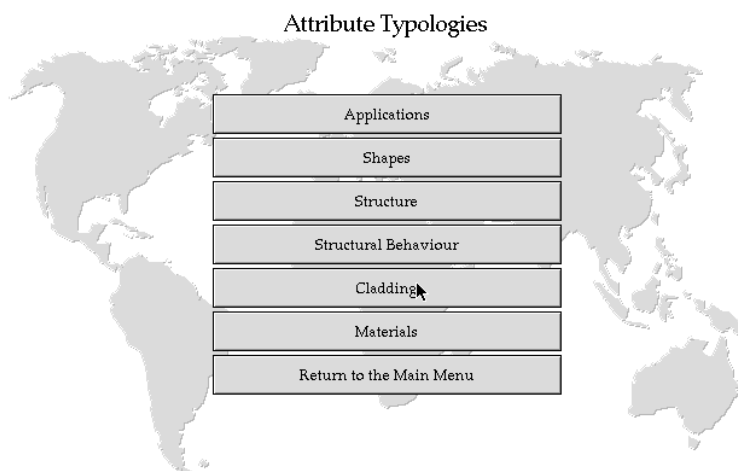 Attribute Typologies
Applications
Shapes
Structure
Structural Behaviour
Cladding
Materials
Return to the Main Menu